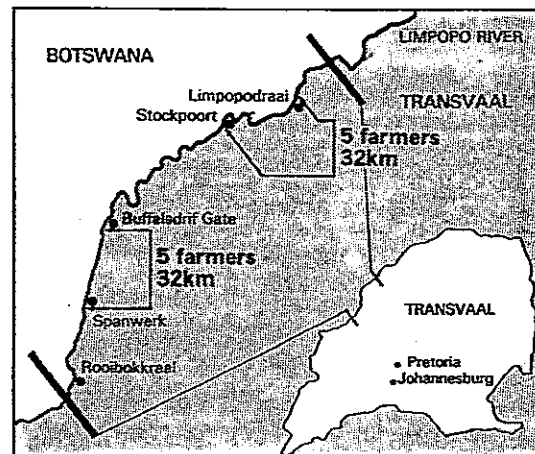 LIMPOPO RIVER
BOTSWANA
Limpopodraai
TRANSVAAL
Stockpoort
5 farmers
32km
Buffelsdrif Gate
5 farmers
32km
Spanwerk
TRANSVAAL
Rooibokkraal
Pretoria
Johannesburg